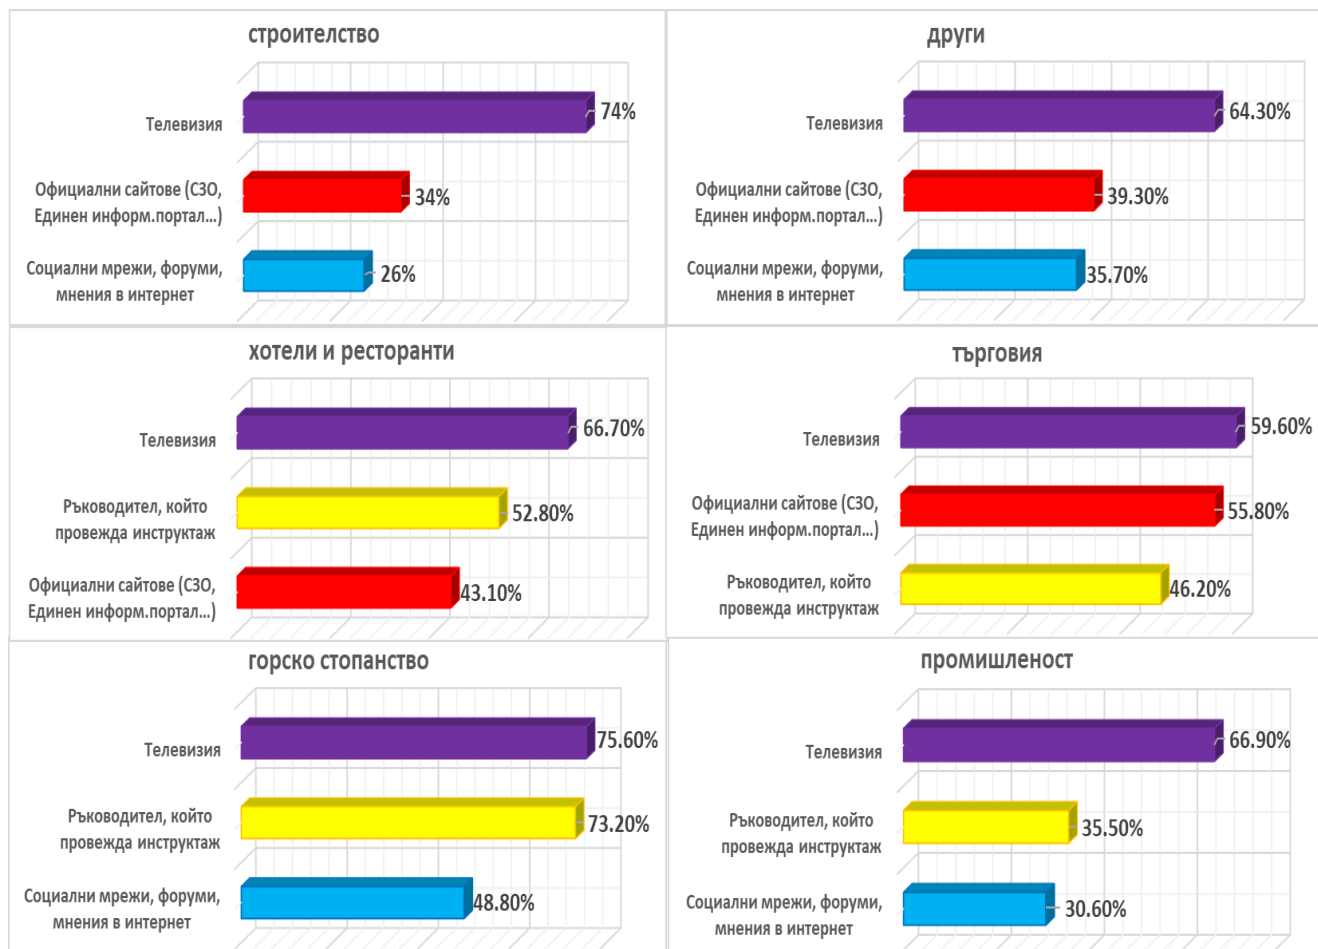 строителство
Телевизия
74%
Официални сайтове (СЗО,
Единен информ.портал...)
34%
Социални мрежи, форуми,
мнения в интернет
26%
други
Телевизия
64.30%
Официални сайтове (СЗО,
Единен информ.портал...)
39.30%
Социални мрежи, форуми,
мнения в интернет
35.70%
хотели и ресторанти
Телевизия
66.70%
Ръководител, който
провежда инструктаж
52.80%
Официални сайтове (СЗО,
Единен информ.портал...)
43.10%
търговия
Телевизия
59.60%
Официални сайтове (СЗО,
Единен информ.портал...)
55.80%
Ръководител, който
провежда инструктаж
46.20%
горско стопанство
Телевизия
75.60%
Ръководител, който
провежда инструктаж
73.20%
Социални мрежи, форуми,
мнения в интернет
48.80%
промишленост
Телевизия
66.90%
Ръководител, който
провежда инструктаж
35.50%
Социални мрежи, форуми,
мнения в интернет
30.60%